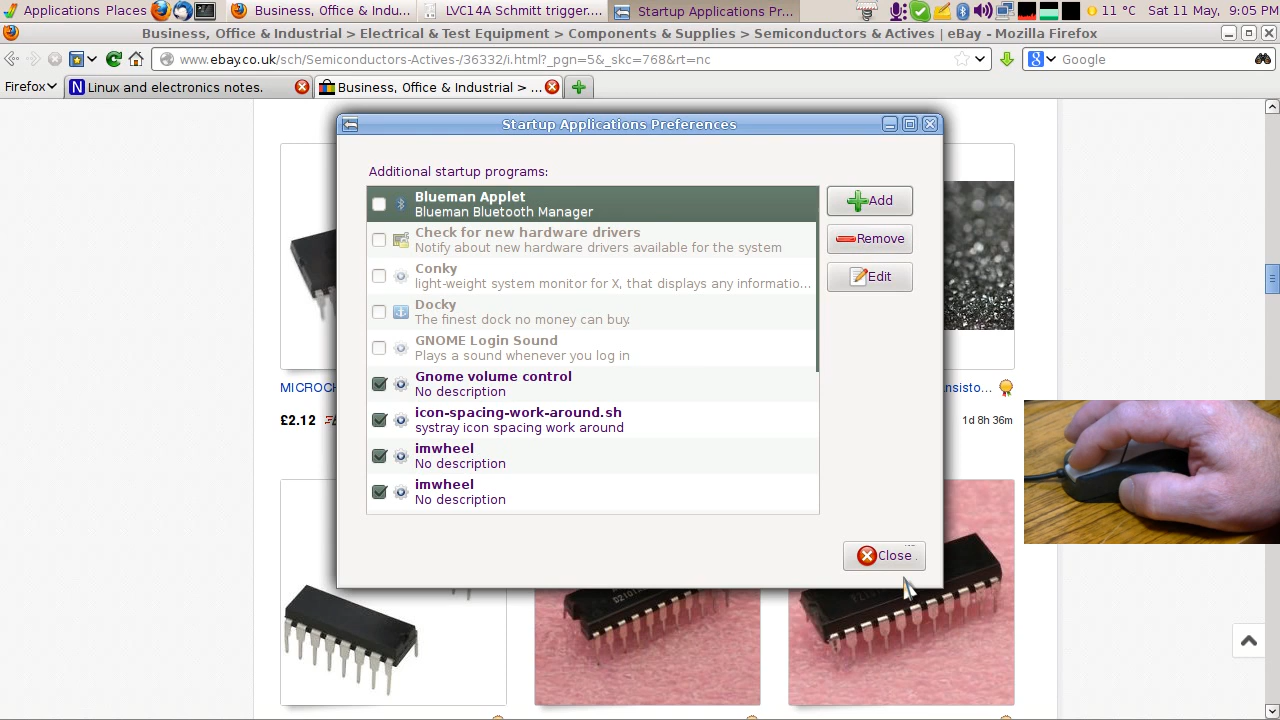 Applications Places
Business, Office & Indu...
LVC14A Schmitt trigger....
Startup Applications Pr...
11 °C Sat 11 May, 9:05 PM
Business, Office & Industrial > Electrical & Test Equipment > Components & Supplies > Semiconductors & Actives | eBay - Mozilla Firefox
www.ebay.co.uk/sch/Semiconductors-Actives-/36332/i.html?_pgn=5&_skc=768&rt=nc
Google
Firefox
Linux and electronics notes.
Business, Office & Industrial > ...
Startup Applications Preferences
Additional startup programs:
Blueman Applet
Blueman Bluetooth Manager
Check for new hardware drivers
Notify about new hardware drivers available for the system
Conky
light-weight system monitor for X, that displays any informatio...
Docky
The finest dock no money can buy.
GNOME Login Sound
Plays a sound whenever you log in
Gnome volume control
No description
icon-spacing-work-around.sh
systray icon spacing work around
imwheel
No description
imwheel
No description
Add
Remove
Edit
Close
MICROCH
£2.12
ansisto...
1d 8h 36m